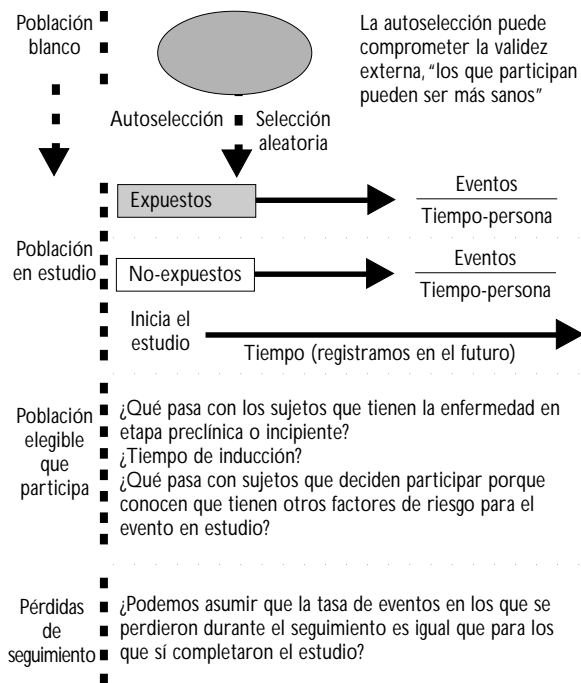 Población
blanco
La autoselección puede
comprometer la validez
externa, "los que participan
pueden ser más sanos"
Autoselección
Selección
aleatoria
Población
en estudio
Expuestos
Eventos
Tiempo-persona
No-expuestos
Eventos
Tiempo-persona
Inicia el
estudio
Tiempo (registramos en el futuro)
Población
elegible
que
participa
¿Qué pasa con los sujetos que tienen la enfermedad en
etapa preclínica o incipiente?
¿Tiempo de inducción?
¿Qué pasa con sujetos que deciden participar porque
conocen que tienen otros factores de riesgo para el
evento en estudio?
Pérdidas
de
seguimiento
¿Podemos asumir que la tasa de eventos en los que se
perdieron durante el seguimiento es igual que para los
que sí completaron el estudio?